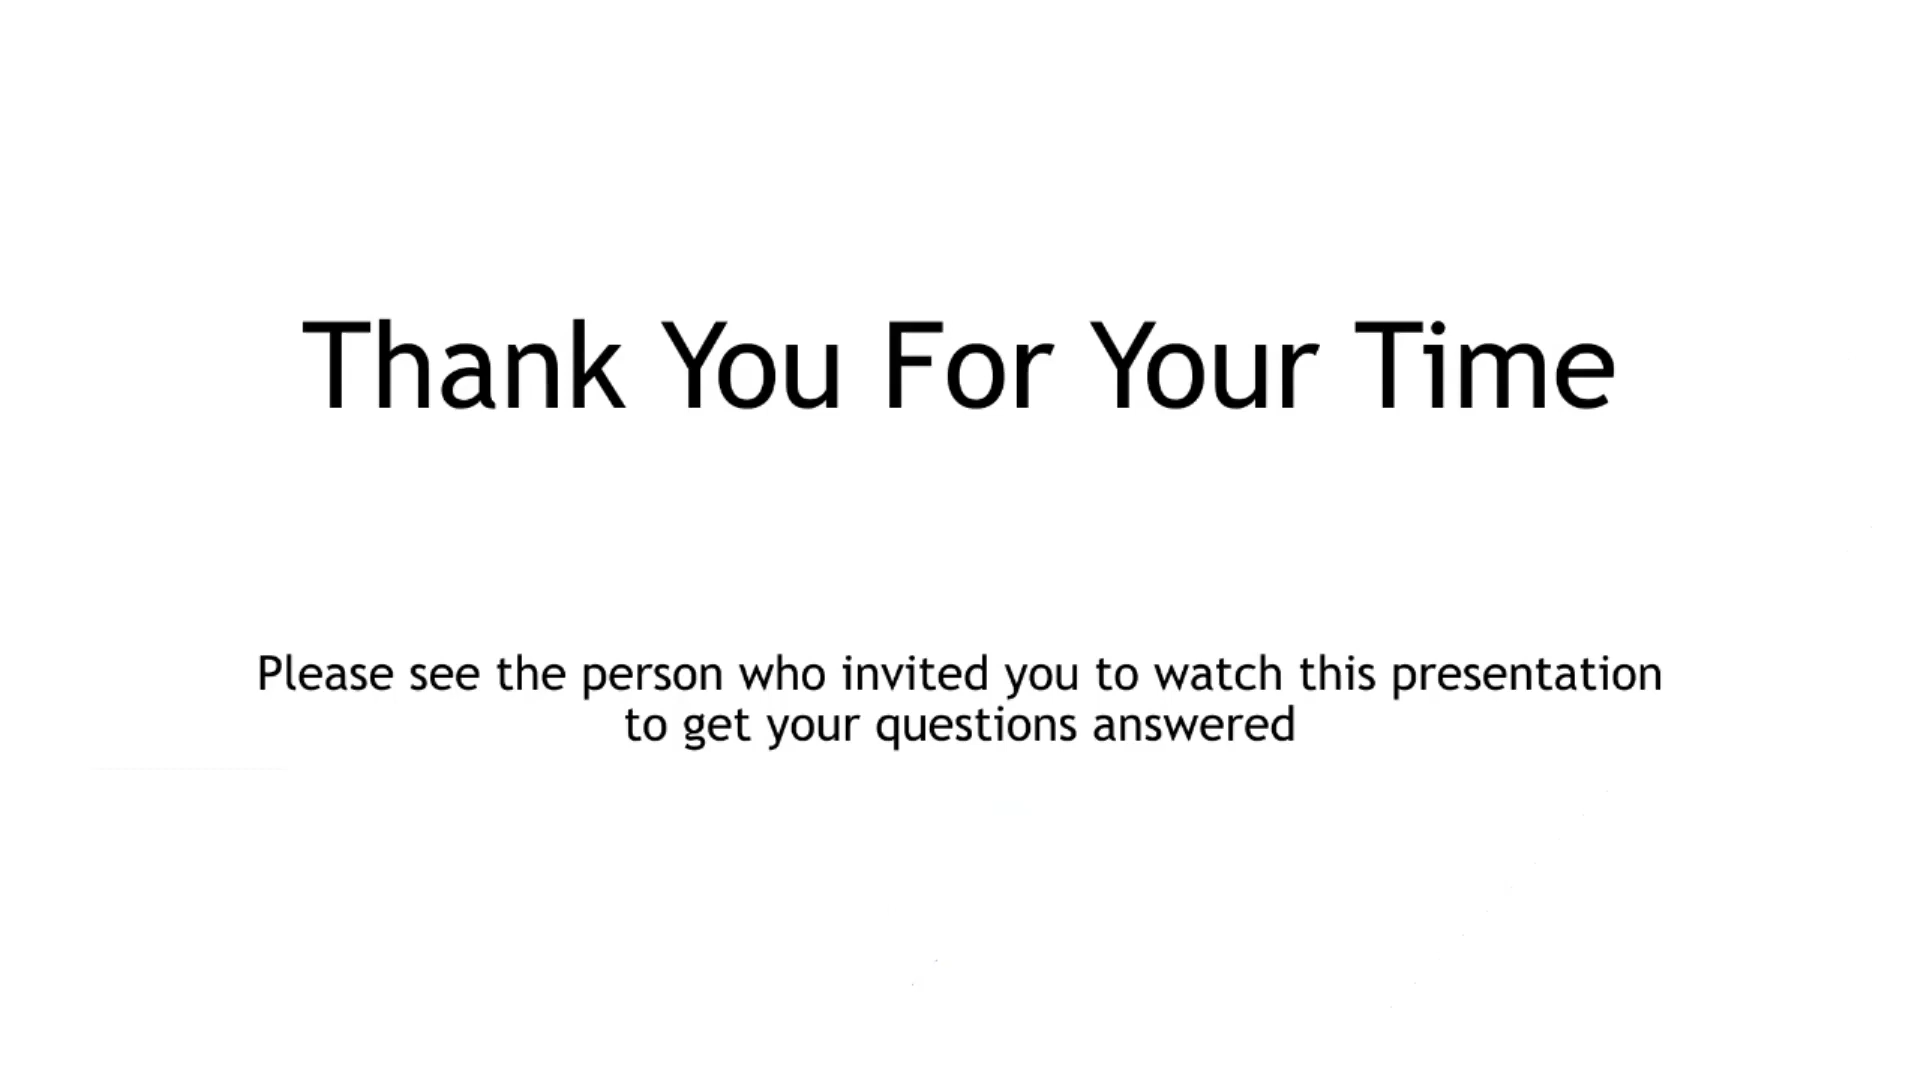 Thank You For Your Time
Please see the person who invited you to watch this presentation
to get your questions answered